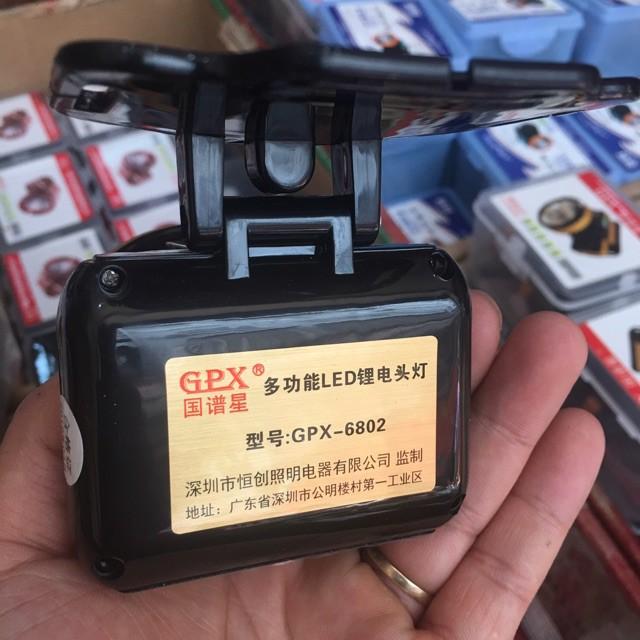 GPX® 多功能LED锂电头灯
国谱星
型号:GPX-6802
深圳市恒创照明电器有限公司 监制
地址：广东省深圳市公明楼村第一工业区